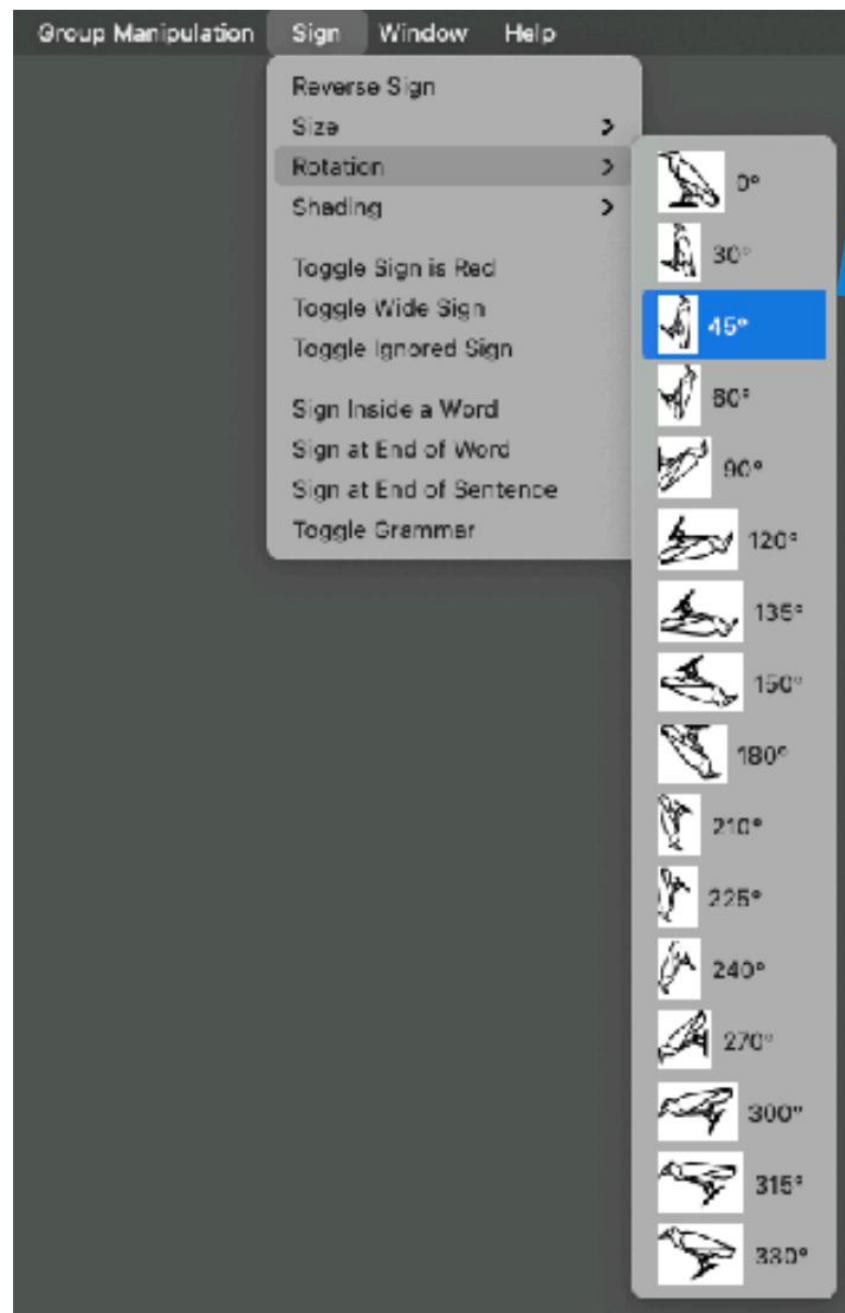 Group Manipulation Sign Window Help
Reverse Sign
Size
Rotation
Shading
Toggle Sign is Red
Toggle Wide Sign
Toggle Ignored Sign
Sign Inside a Word
Sign at End of Word
Sign at End of Sentence
Toggle Grammar
0°
30°
45°
60°
90°
120°
135°
150°
180°
210°
225°
240°
270°
300°
315°
330°